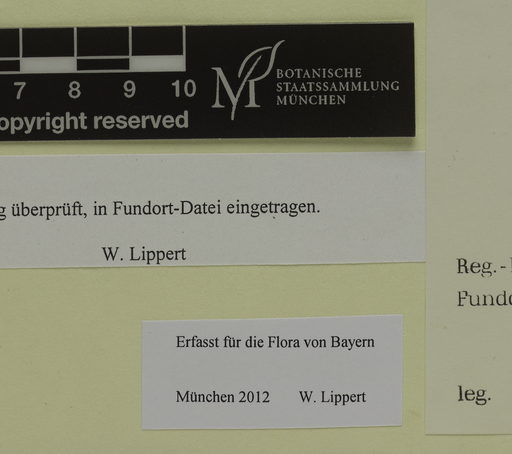 7 8 9 10
opyright reserved
BOTANISCHE
STAATSSAMMLUNG
MÜNCHEN
g überprüft, in Fundort-Datei eingetragen.
W. Lippert
Erfasst für die Flora von Bayern
München 2012 W. Lippert
Reg.-
Fundo
leg.